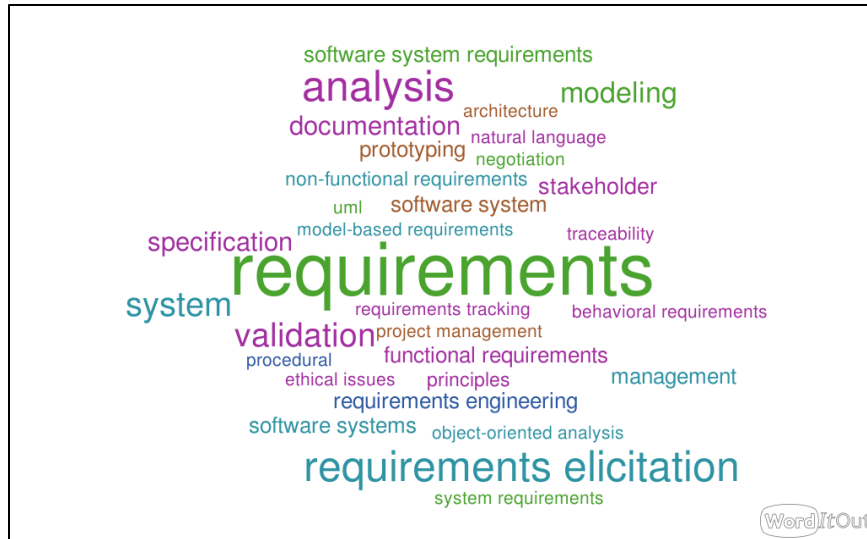 software system requirements
analysis
modeling
architecture
documentation
natural language
prototyping
negotiation
non-functional requirements
stakeholder
uml
software system
model-based requirements
traceability
specification
requirements
system
requirements tracking
behavioral requirements
validation
project management
procedural
functional requirements
ethical issues
principles
management
requirements engineering
software systems
object-oriented analysis
requirements elicitation
system requirements
WordItOut